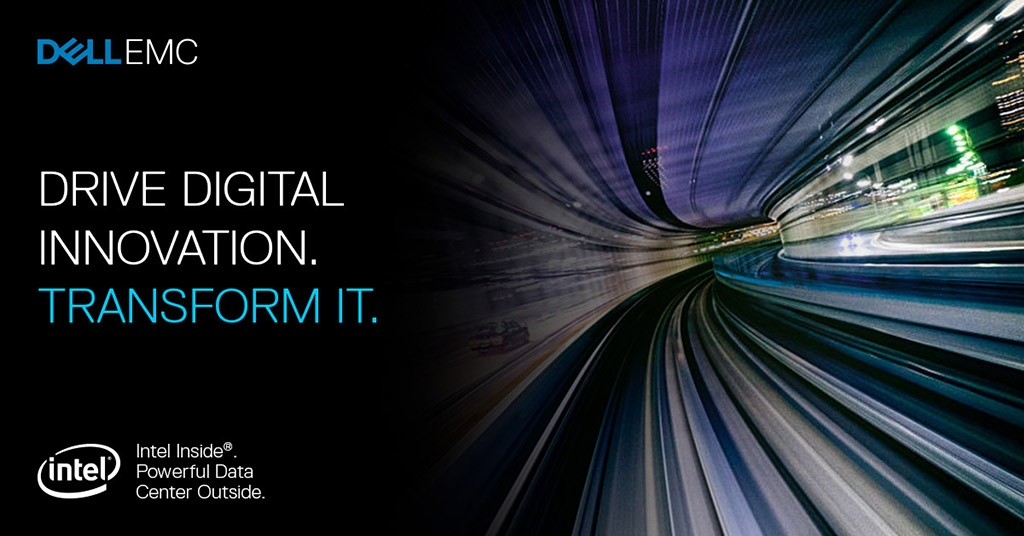 DELLEMC
DRIVE DIGITAL
INNOVATION.
TRANSFORM IT.
intel
Intel Inside®.
Powerful Data
Center Outside.